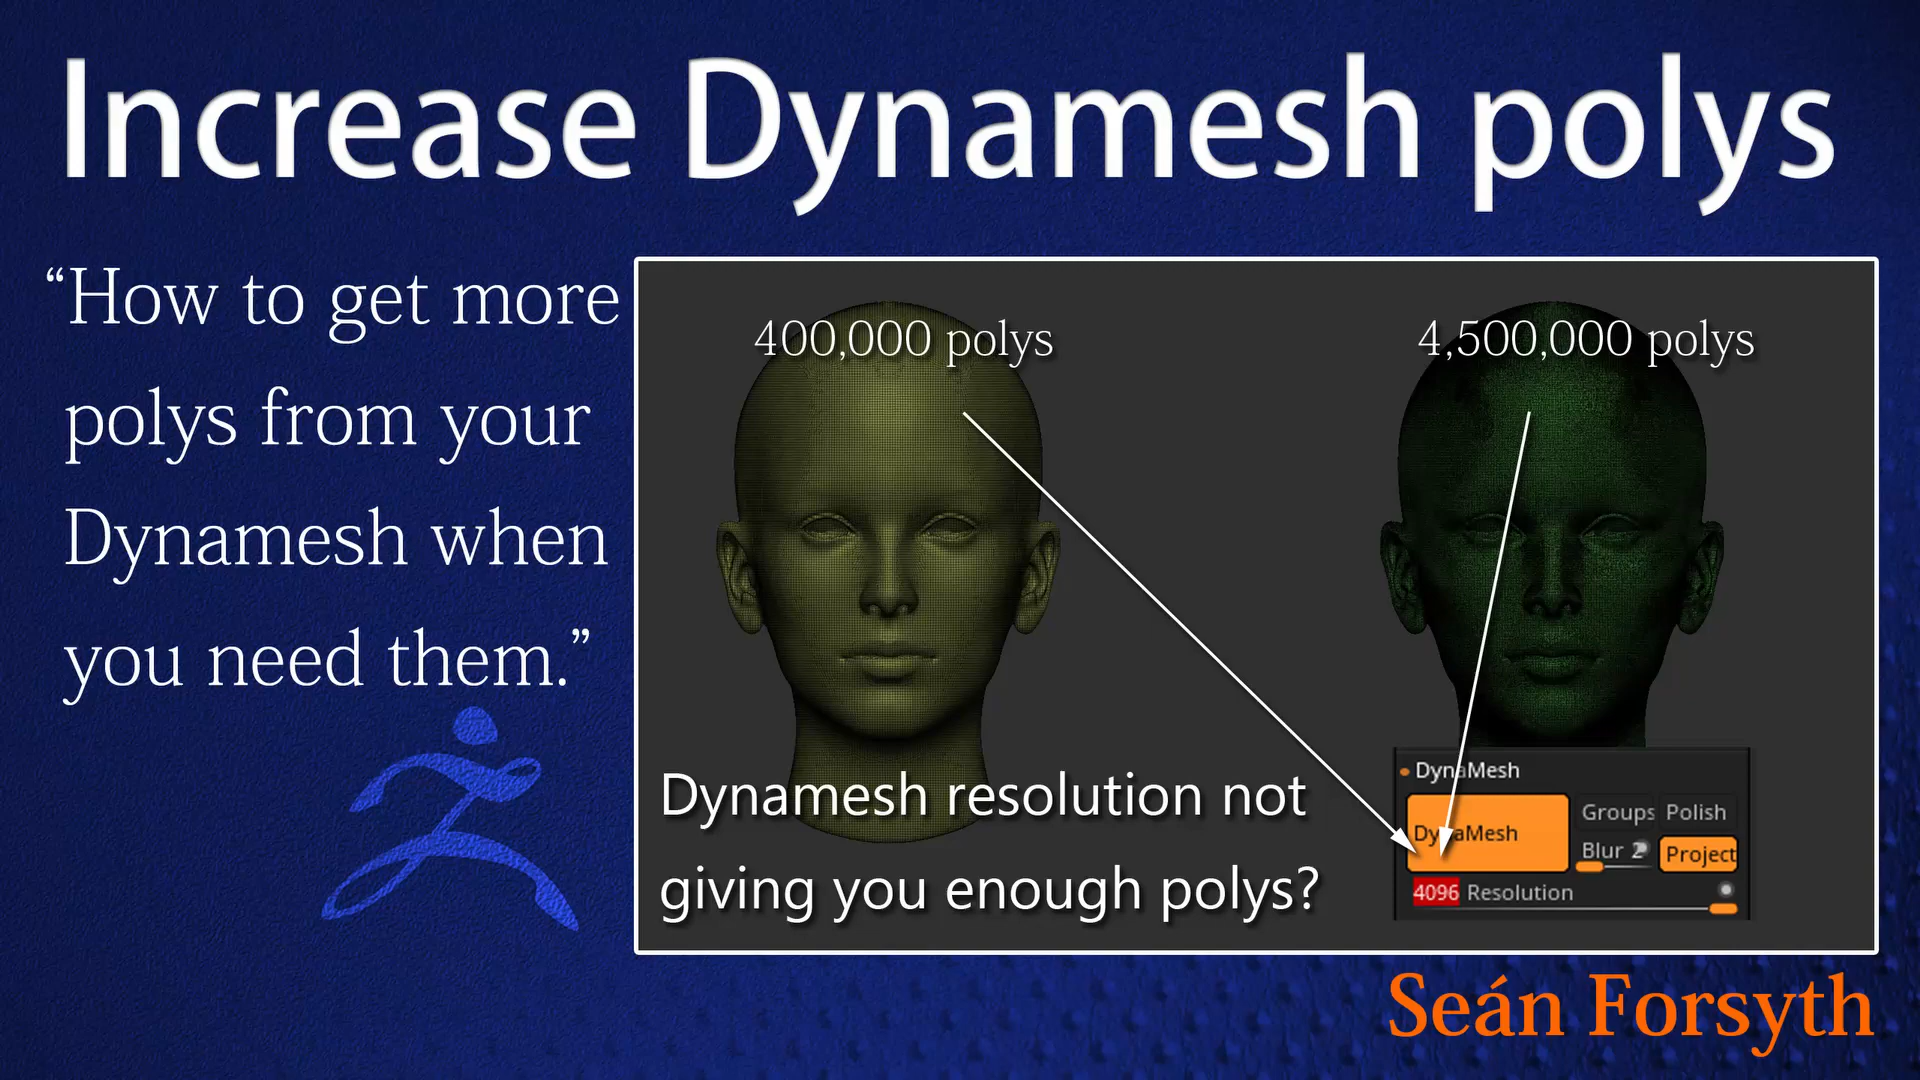 Increase Dynamesh polys
“How to get more
polys from your
Dynamesh when
you need them.”
400,000 polys
4,500,000 polys
Dynamesh resolution not
giving you enough polys?
DynaMesh
DynaMesh
Groups Polish
Blur 2
Project
4096 Resolution
Seán Forsyth